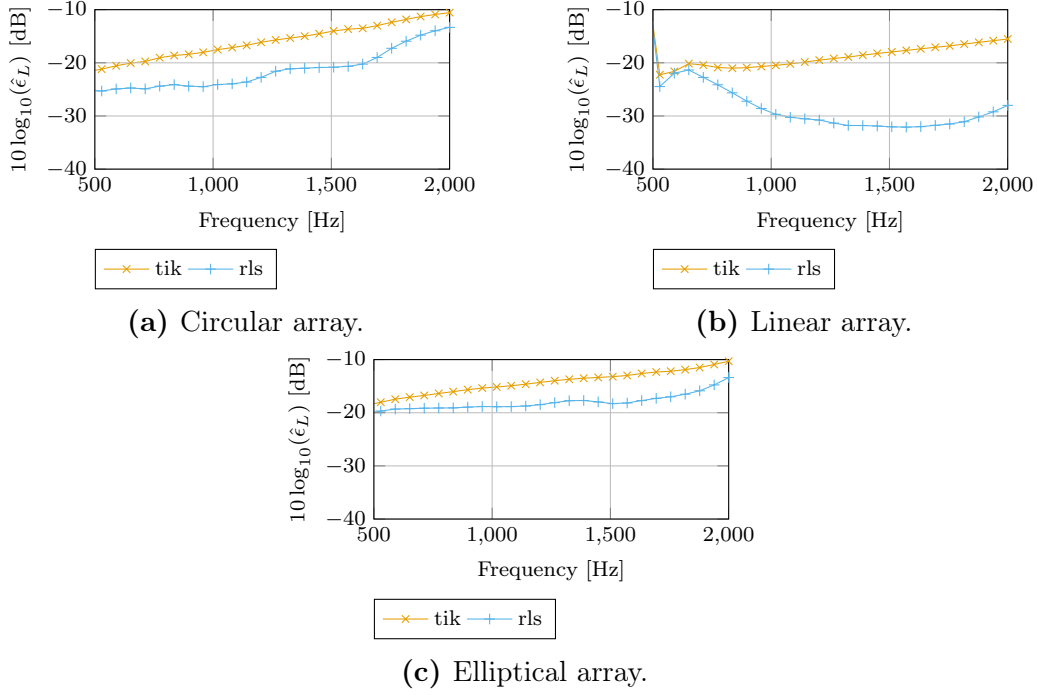 −10
−20
−30
−40
500
1,000
1,500
2,000
Frequency [Hz]
10 log₁₀(ε̂_L) [dB]
tik rls
(a) Circular array.
−10
−20
−30
−40
500
1,000
1,500
2,000
Frequency [Hz]
10 log₁₀(ε̂_L) [dB]
tik rls
(b) Linear array.
−10
−20
−30
−40
500
1,000
1,500
2,000
Frequency [Hz]
10 log₁₀(ε̂_L) [dB]
tik rls
(c) Elliptical array.